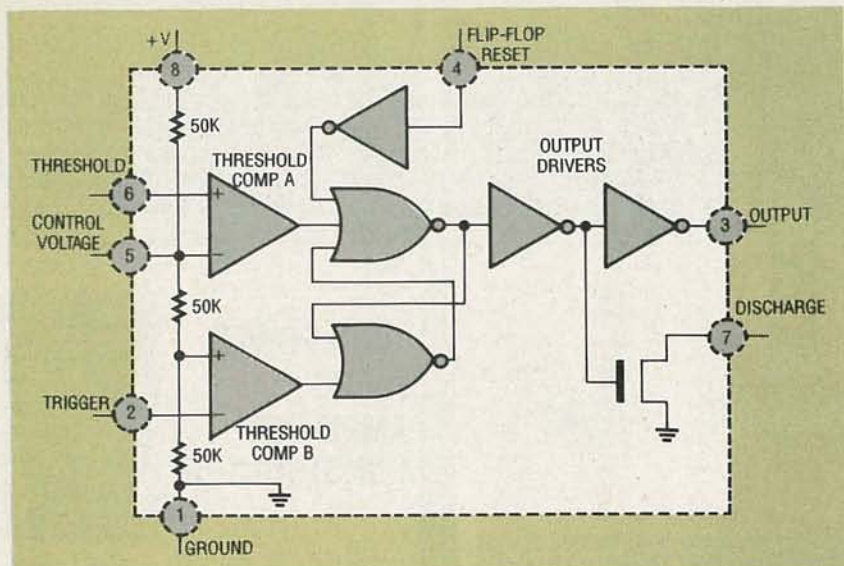 +V
8
FLIP-FLOP
RESET
4
50K
THRESHOLD
6
THRESHOLD
COMP A
OUTPUT
DRIVERS
+
CONTROL
VOLTAGE
5
−
3
OUTPUT
50K
DISCHARGE
7
+
TRIGGER
2
−
THRESHOLD
COMP B
50K
1
GROUND